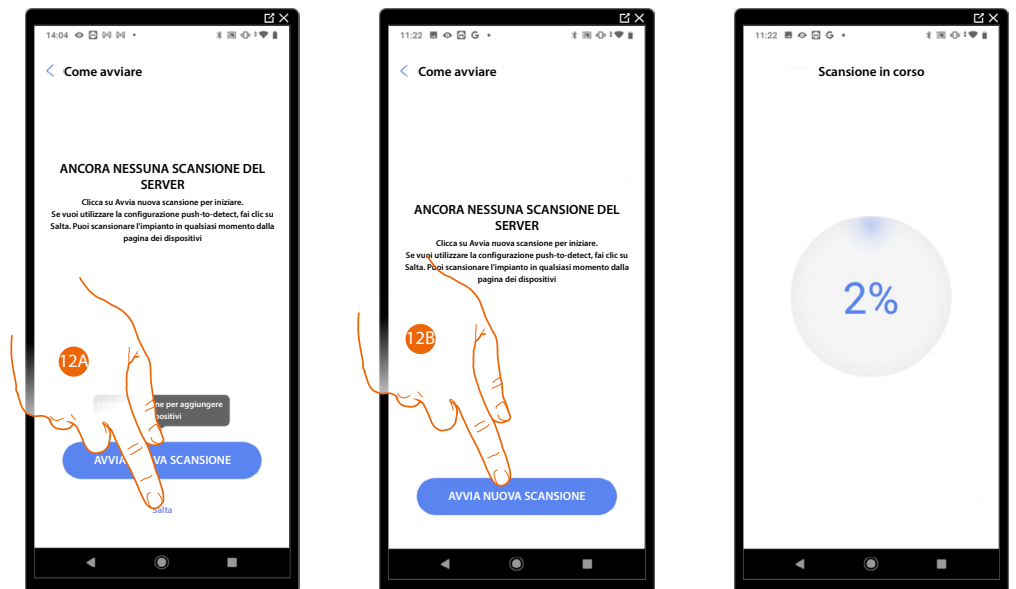 14:04
Come avviare
ANCORA NESSUNA SCANSIONE DEL
SERVER
Clicca su Avvia nuova scansione per iniziare.
Se vuoi utilizzare la configurazione push-to-detect, fai clic su
Salta. Puoi scansionare l'impianto in qualsiasi momento dalla
pagina dei dispositivi
12A
per aggiungere
AVVIA NUOVA SCANSIONE
Salta
11:22 G
Come avviare
ANCORA NESSUNA SCANSIONE DEL
SERVER
Clicca su Avvia nuova scansione per iniziare.
Se vuoi utilizzare la configurazione push-to-detect, fai clic su
Salta. Puoi scansionare l'impianto in qualsiasi momento dalla
pagina dei dispositivi
12B
AVVIA NUOVA SCANSIONE
11:22 G
Scansione in corso
2%